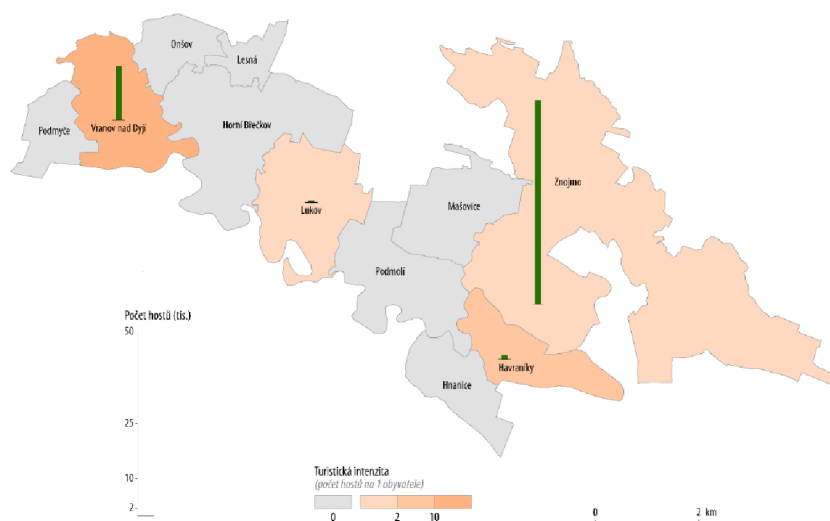 Onšov
Lesná
Podmyče
Vranov nad Dyjí
Horní Břečkov
Lukov
Mašovice
Znojmo
Podmolí
Havraníky
Hnanice
Počet hostů (tis.)
50
25
10
2
Turistická intenzita
(počet hostů na 1 obyvatele)
0
2
10
0
2 km